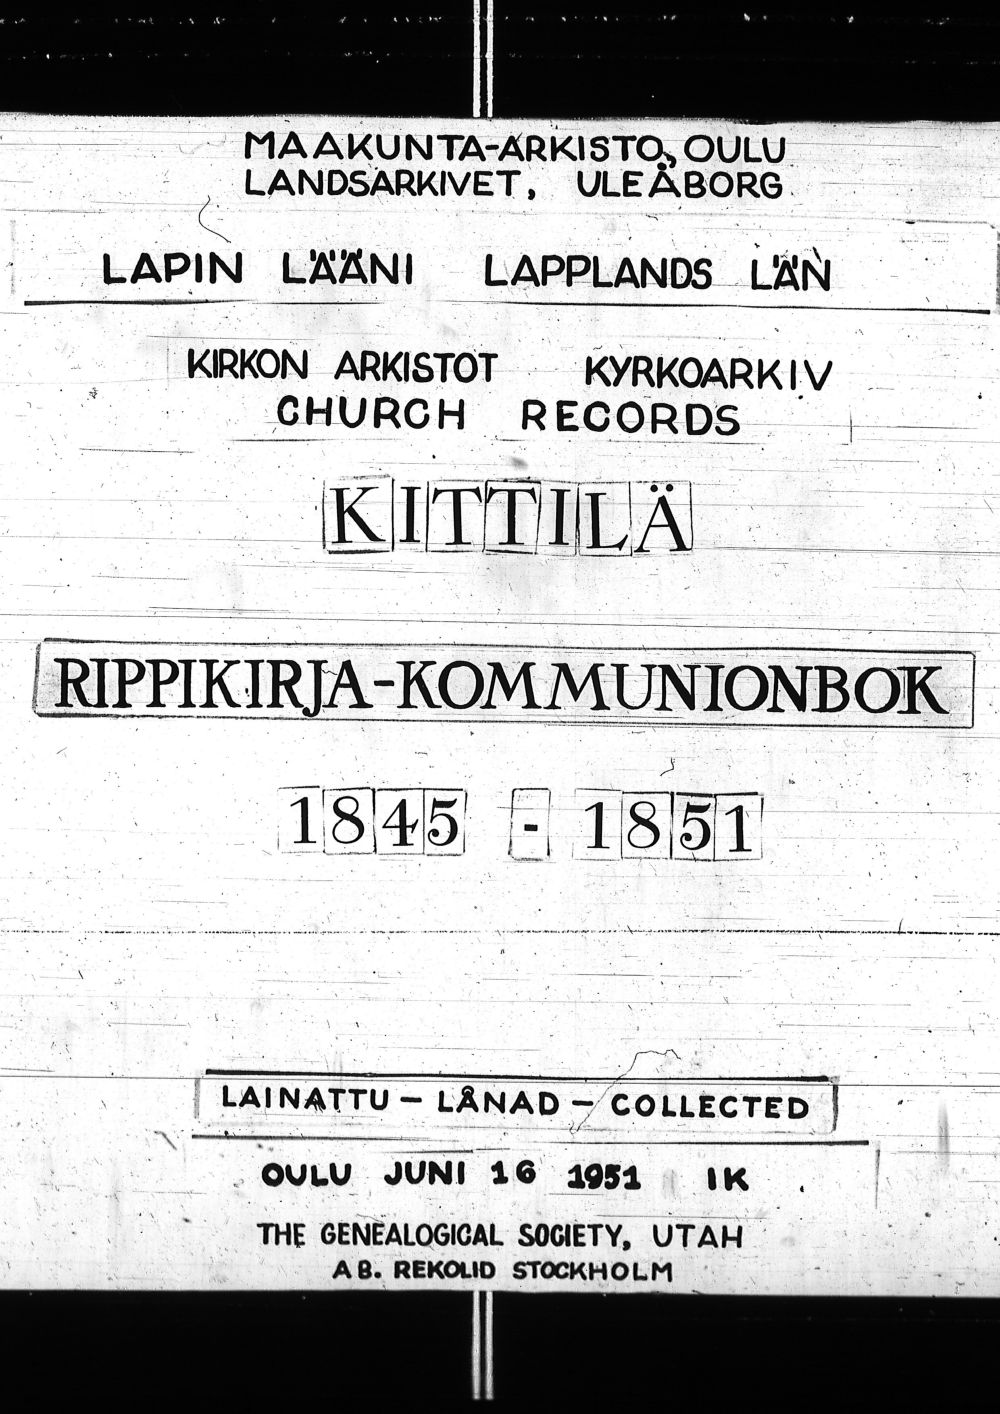 MAAKUNTA-ARKISTO, OULU
LANDSARKIVET, ULEÅBORG
LAPIN LÄÄNI LAPPLANDS LÄN
KIRKON ARKISTOT KYRKOARKIV
CHURCH RECORDS
KITTILÄ
RIPPIKIRJA-KOMMUNIONBOK
1845 - 1851
LAINATTU - LÅNAD - COLLECTED
OULU JUNI 16 1951 IK
THE GENEALOGICAL SOCIETY, UTAH
AB. REKOLID STOCKHOLM